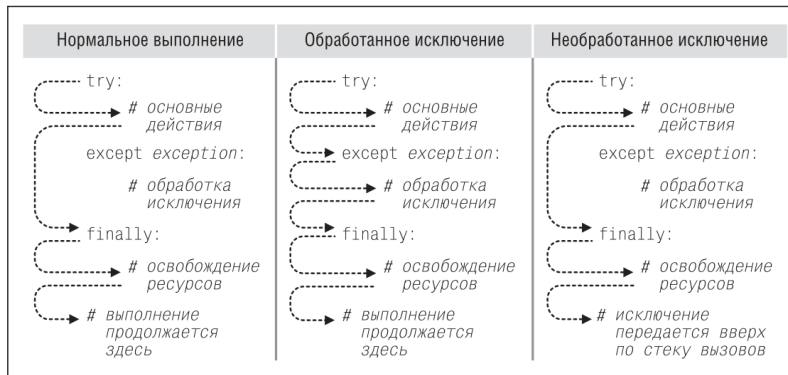 Нормальное выполнение
try:
# основные
действия
except exception:
# обработка
исключения
finally:
# освобождение
ресурсов
# выполнение
продолжается
здесь
Обработанное исключение
try:
# основные
действия
except exception:
# обработка
исключения
finally:
# освобождение
ресурсов
# выполнение
продолжается
здесь
Необработанное исключение
try:
# основные
действия
except exception:
# обработка
исключения
finally:
# освобождение
ресурсов
# исключение
передается вверх
по стеку вызовов